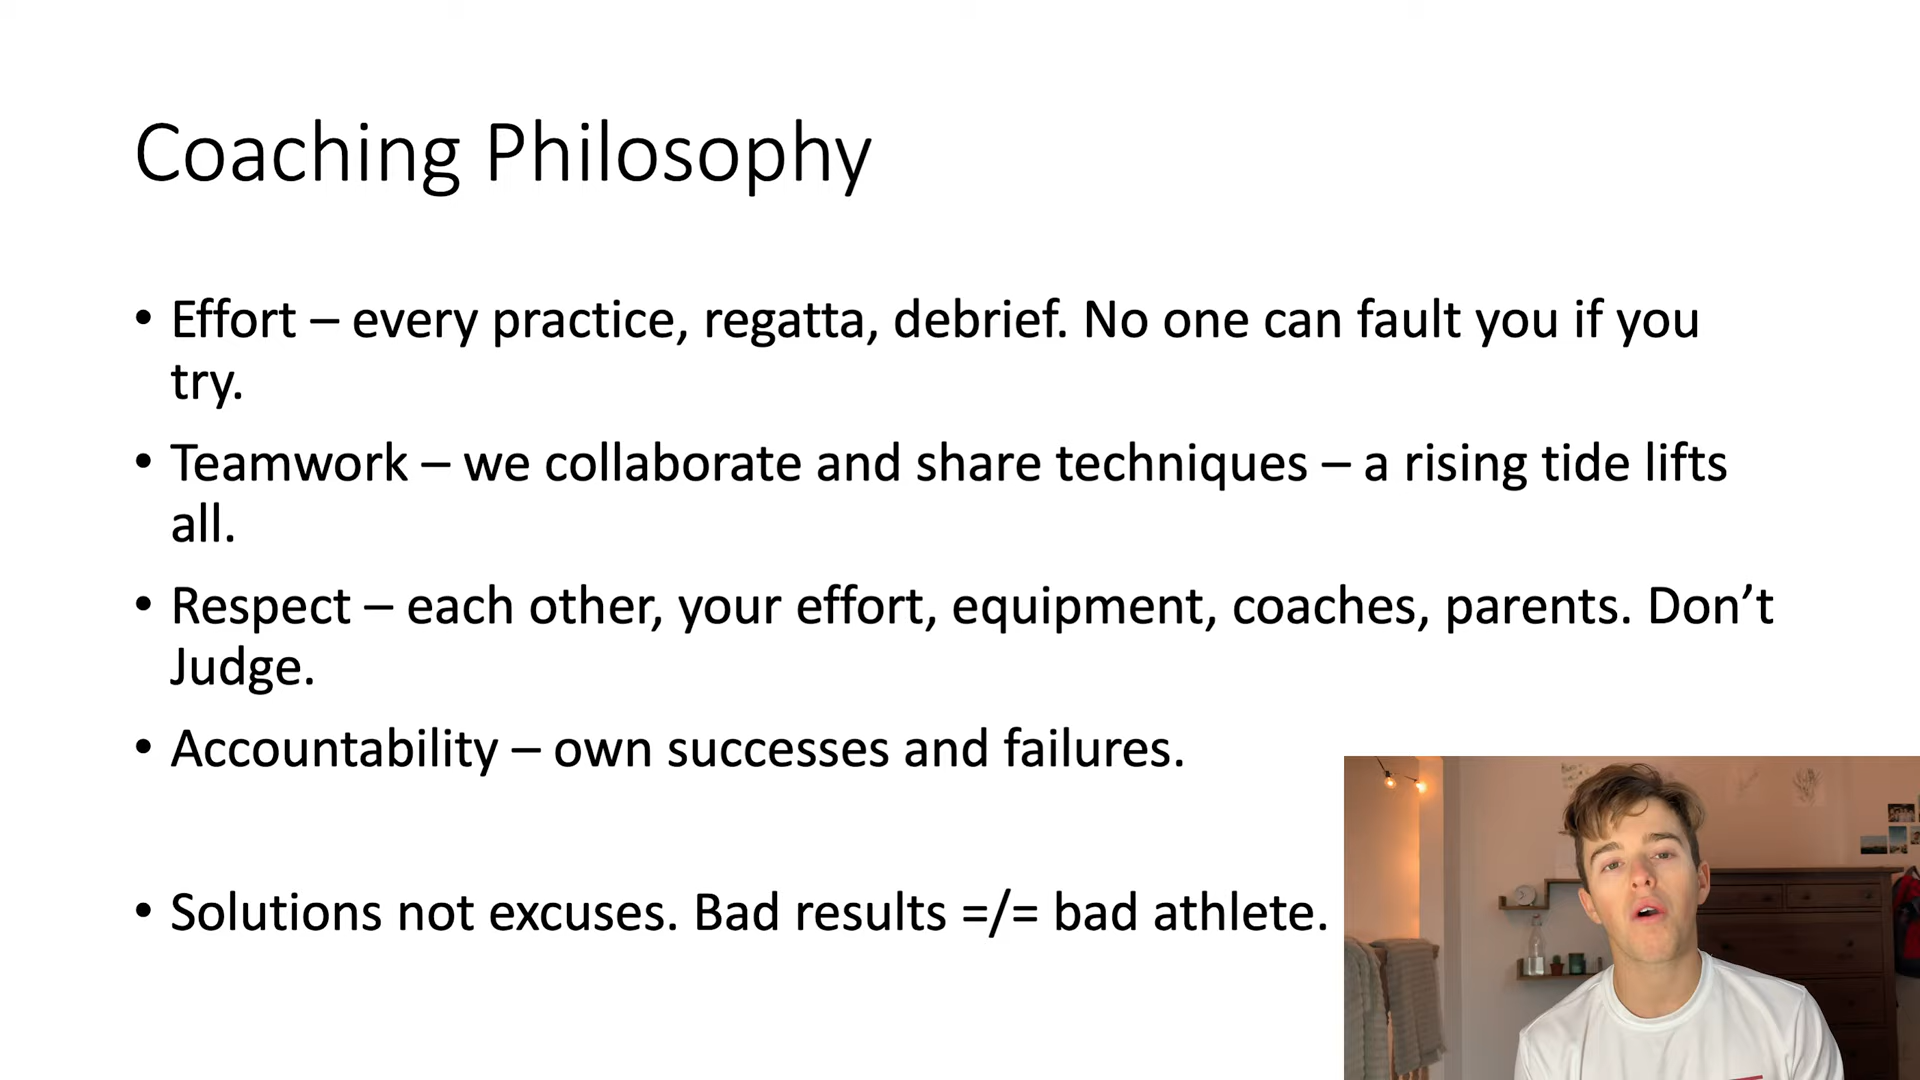 Coaching Philosophy
• Effort – every practice, regatta, debrief. No one can fault you if you
try.
• Teamwork – we collaborate and share techniques – a rising tide lifts
all.
• Respect – each other, your effort, equipment, coaches, parents. Don’t
Judge.
• Accountability – own successes and failures.
• Solutions not excuses. Bad results =/= bad athlete.